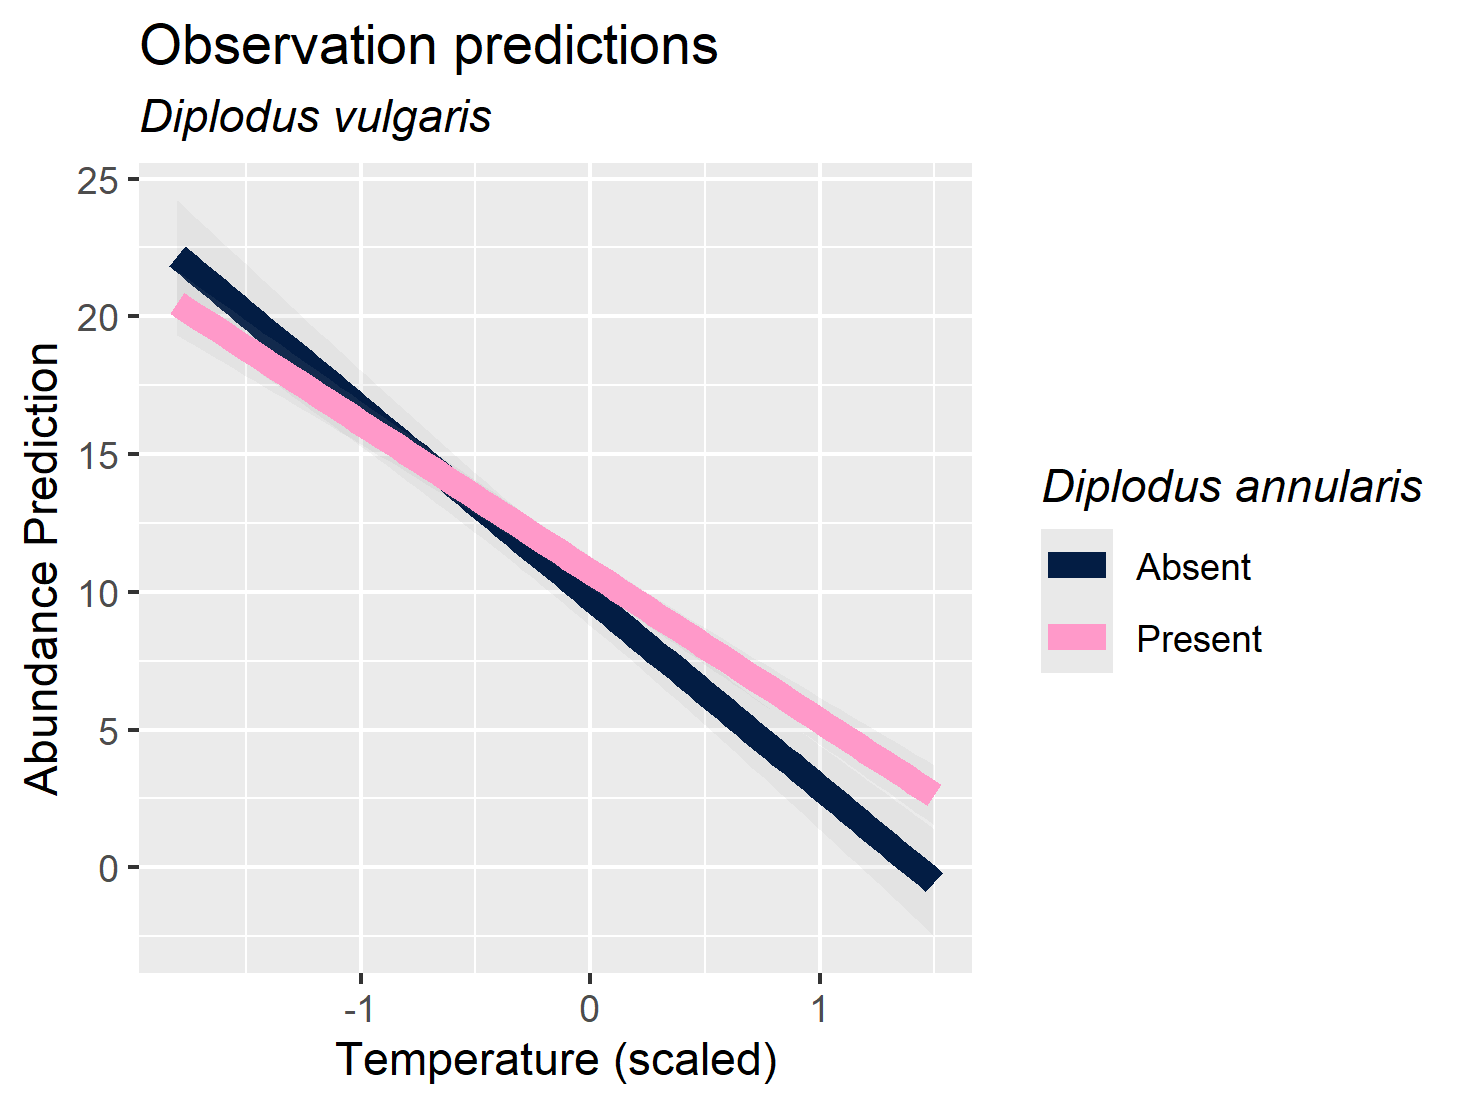 Observation predictions
Diplodus vulgaris
Abundance Prediction
25
20
15
10
5
0
-1
0
1
Temperature (scaled)
Diplodus annularis
Absent
Present